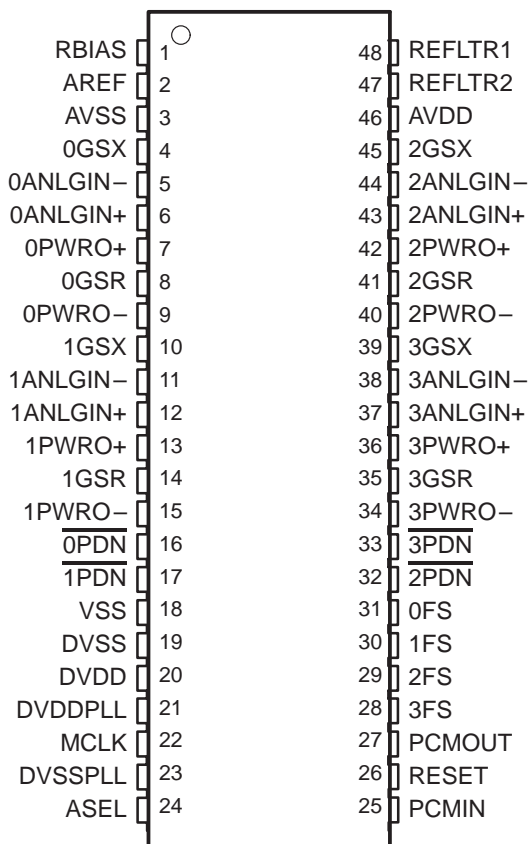 RBIAS 1 48 REFLTR1
AREF 2 47 REFLTR2
AVSS 3 46 AVDD
0GSX 4 45 2GSX
0ANLGIN– 5 44 2ANLGIN–
0ANLGIN+ 6 43 2ANLGIN+
0PWRO+ 7 42 2PWRO+
0GSR 8 41 2GSR
0PWRO– 9 40 2PWRO–
1GSX 10 39 3GSX
1ANLGIN– 11 38 3ANLGIN–
1ANLGIN+ 12 37 3ANLGIN+
1PWRO+ 13 36 3PWRO+
1GSR 14 35 3GSR
1PWRO– 15 34 3PWRO–
0PDN 16 33 3PDN
1PDN 17 32 2PDN
VSS 18 31 0FS
DVSS 19 30 1FS
DVDD 20 29 2FS
DVDDPLL 21 28 3FS
MCLK 22 27 PCMOUT
DVSSPLL 23 26 RESET
ASEL 24 25 PCMIN